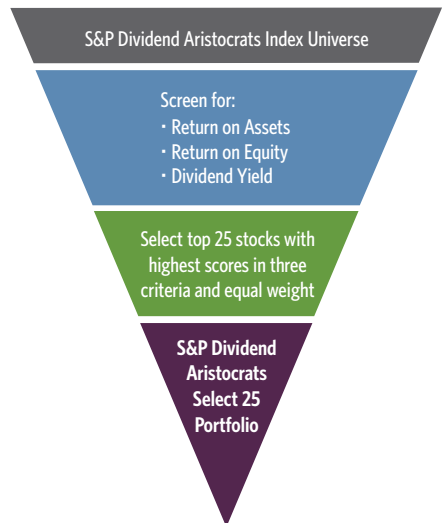 S&P Dividend Aristocrats Index Universe
Screen for:
· Return on Assets
· Return on Equity
· Dividend Yield
Select top 25 stocks with
highest scores in three
criteria and equal weight
S&P Dividend
Aristocrats
Select 25
Portfolio